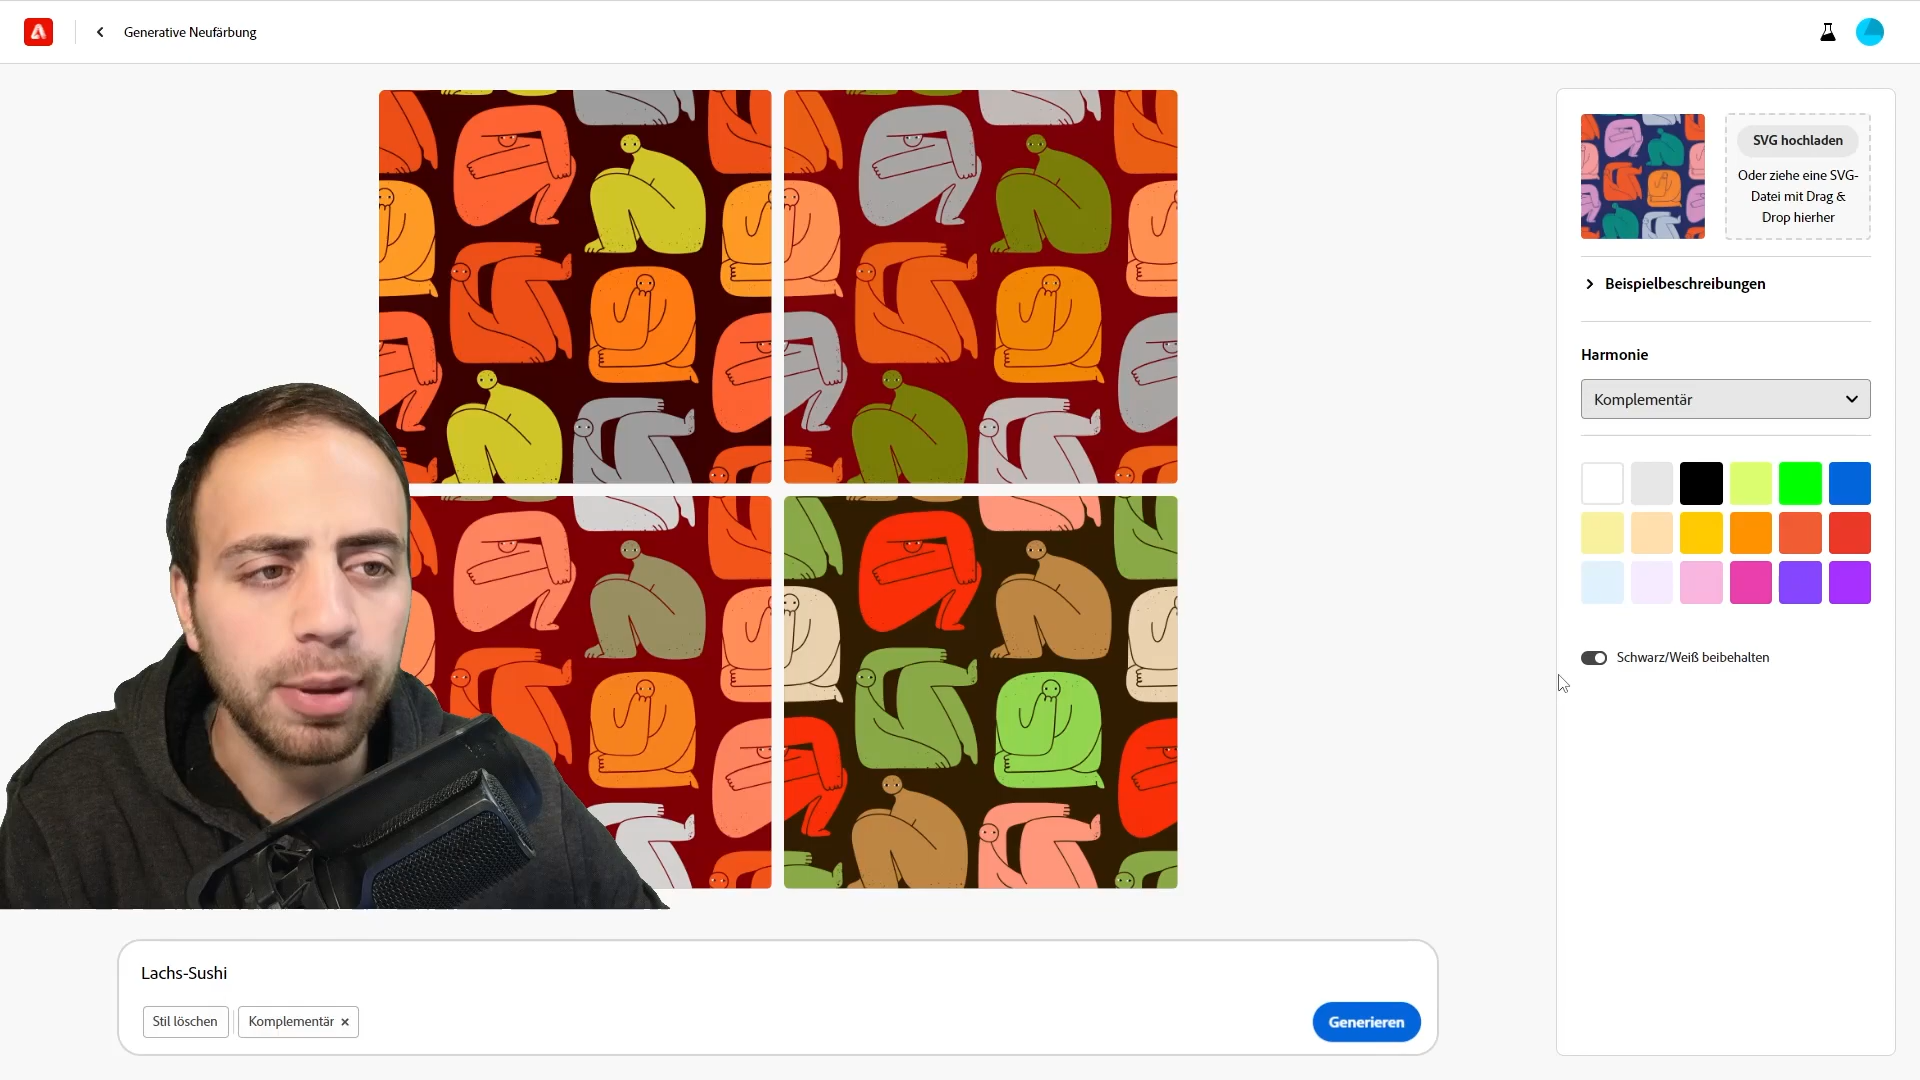 Generative Neufärbung
SVG hochladen
Oder ziehe eine SVG-
Datei mit Drag &
Drop hierher
Beispielbeschreibungen
Harmonie
Komplementär
Schwarz/Weiß beibehalten
Lachs-Sushi
Stil löschen
Komplementär ×
Generieren